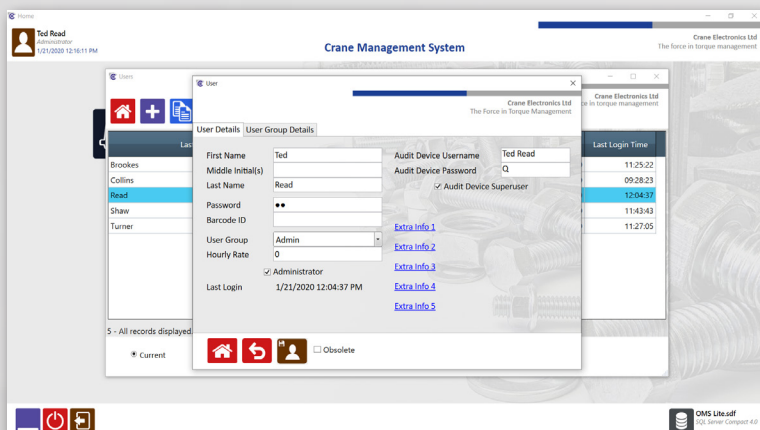 Home
Ted Read
Administrator
1/21/2020 12:16:11 PM
Crane Management System
Crane Electronics Ltd
The force in torque management
Users
Crane Electronics Ltd
ce in torque management
Las
Last Login Time
Brookes
11:25:22
Collins
09:28:23
Read
12:04:37
Shaw
11:43:43
Turner
11:27:05
5 - All records displayed
Current
User
Crane Electronics Ltd
The Force in Torque Management
User Details
User Group Details
First Name
Ted
Middle Initial(s)
Last Name
Read
Password
●●
Barcode ID
User Group
Admin
Hourly Rate
0
Administrator
Last Login
1/21/2020 12:04:37 PM
Audit Device Username
Ted Read
Audit Device Password
Q
Audit Device Superuser
Extra Info 1
Extra Info 2
Extra Info 3
Extra Info 4
Extra Info 5
Obsolete
OMS Lite.sdf
SQL Server Compact 4.0